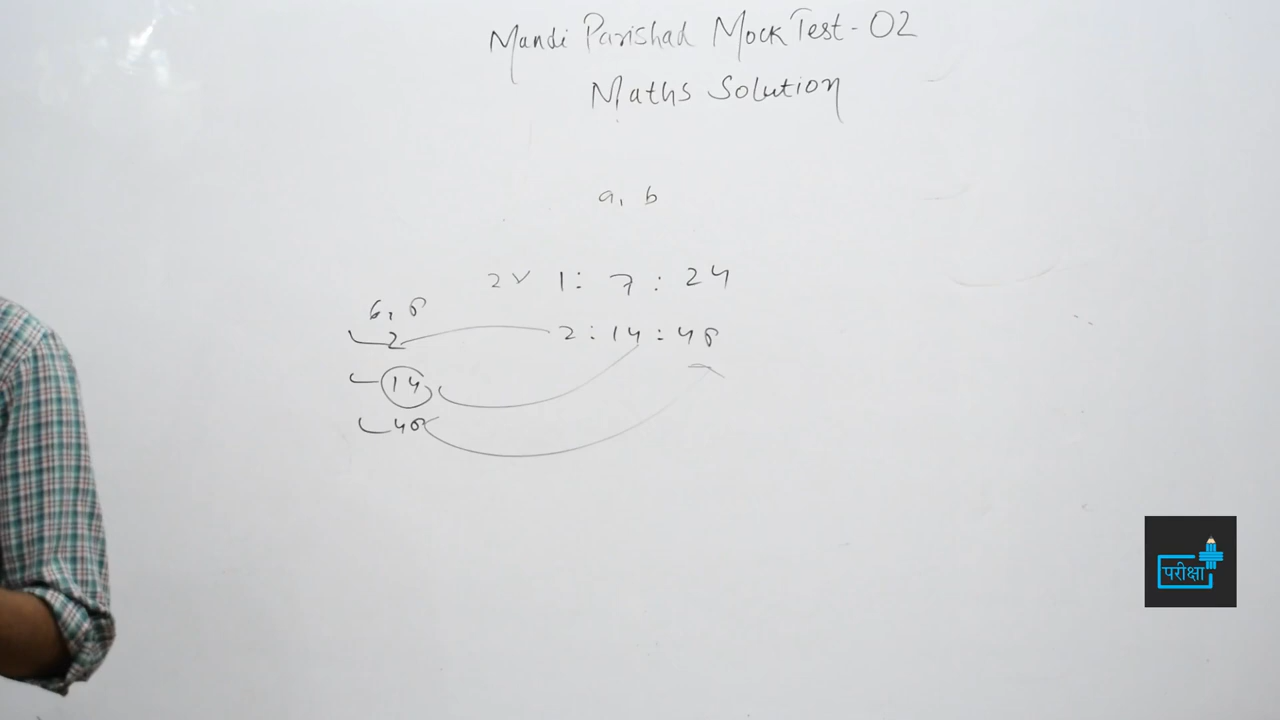 Mandi Parishad Mock Test - 02
Maths Solution
a, b
2× 1 : 7 : 24
6, 8
2
2 : 14 : 48
14
48
परीक्षा